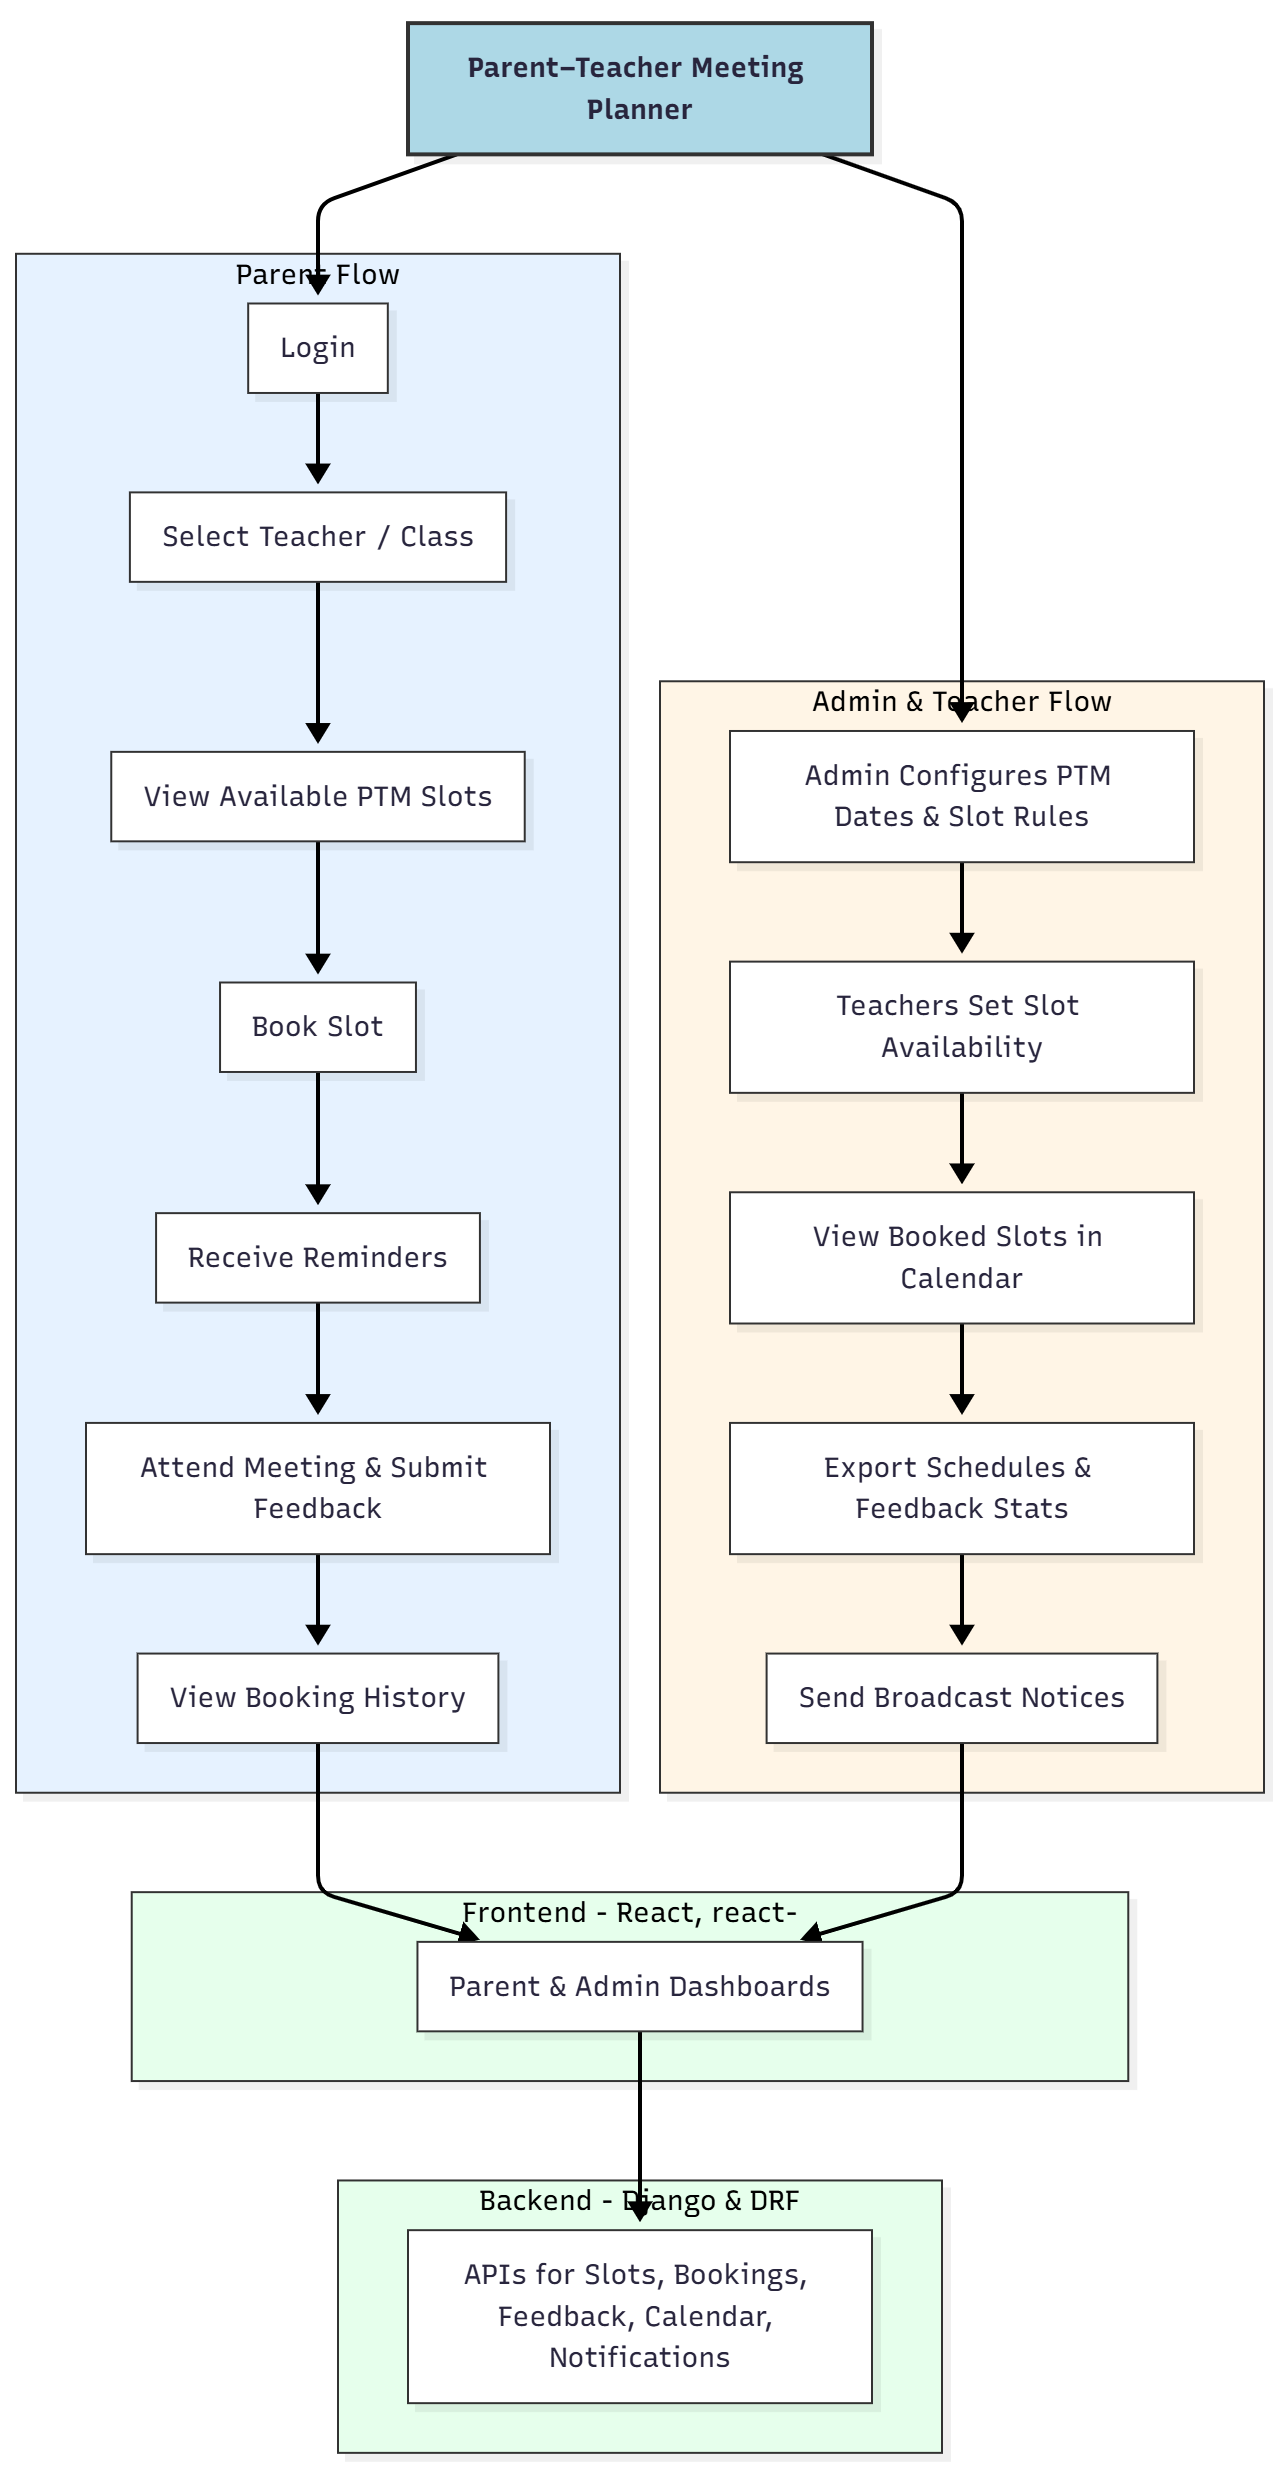 Parent–Teacher Meeting
Planner
Parent Flow
Login
Select Teacher / Class
View Available PTM Slots
Book Slot
Receive Reminders
Attend Meeting & Submit
Feedback
View Booking History
Admin & Teacher Flow
Admin Configures PTM
Dates & Slot Rules
Teachers Set Slot
Availability
View Booked Slots in
Calendar
Export Schedules &
Feedback Stats
Send Broadcast Notices
Frontend - React, react-
Parent & Admin Dashboards
Backend - Django & DRF
APIs for Slots, Bookings,
Feedback, Calendar,
Notifications